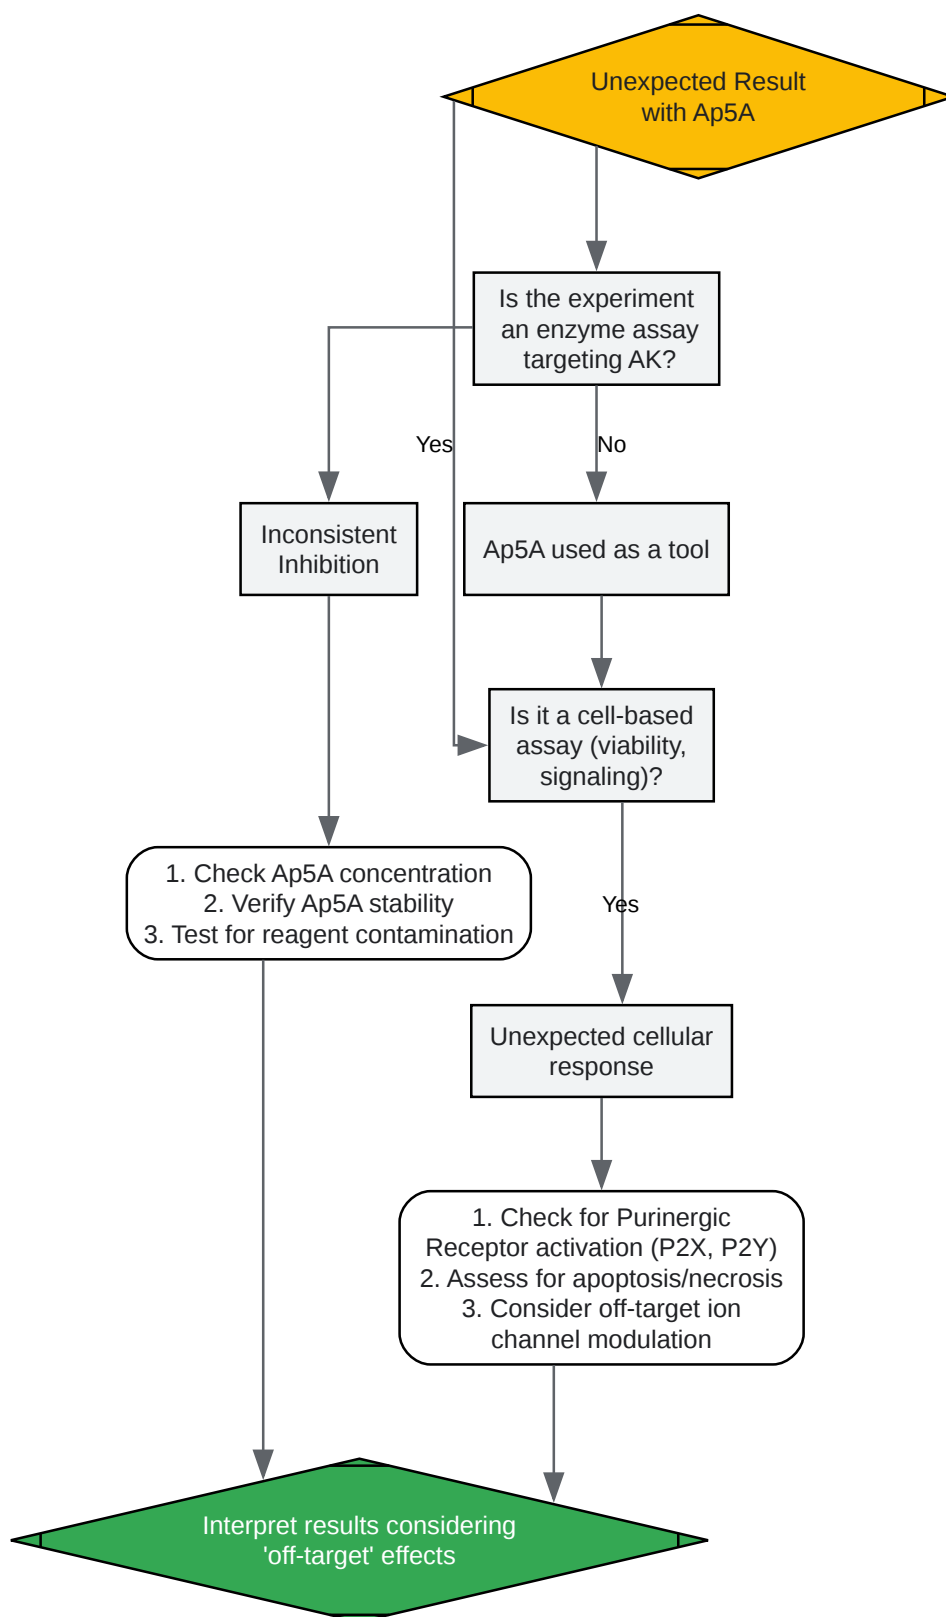 Unexpected Result
with Ap5A
Is the experiment
an enzyme assay
targeting AK?
Yes
No
Inconsistent
Inhibition
Ap5A used as a tool
Is it a cell-based
assay (viability,
signaling)?
1. Check Ap5A concentration
2. Verify Ap5A stability
3. Test for reagent contamination
Yes
Unexpected cellular
response
1. Check for Purinergic
Receptor activation (P2X, P2Y)
2. Assess for apoptosis/necrosis
3. Consider off-target ion
channel modulation
Interpret results considering
'off-target' effects